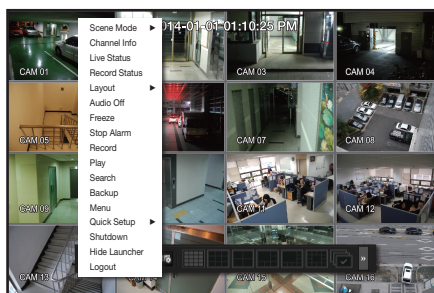 Scene Mode ▶
014-01-01 01:10:25 PM
Channel Info
Live Status
Record Status
Layout ▶
Audio Off
Freeze
Stop Alarm
Record
Play
Search
Backup
Menu
Quick Setup ▶
Shutdown
Hide Launcher
Logout
CAM 01
CAM 03
CAM 04
CAM 05
CAM 07
CAM 08
CAM 09
CAM 11
CAM 12
CAM 13
CAM 15
CAM 16
»